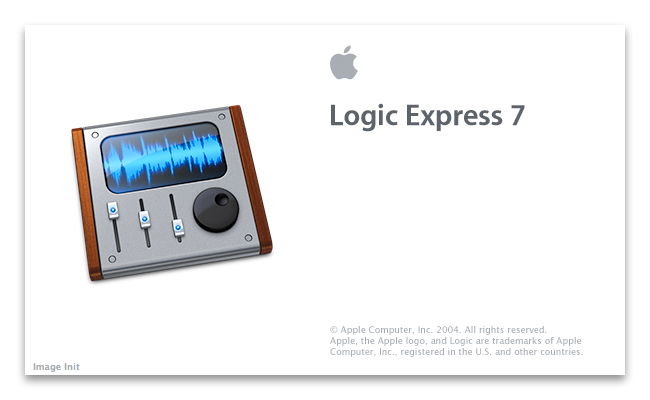 Logic Express 7
© Apple Computer, Inc. 2004. All rights reserved.
Apple, the Apple logo, and Logic are trademarks of Apple
Computer, Inc., registered in the U.S. and other countries.
Image Init